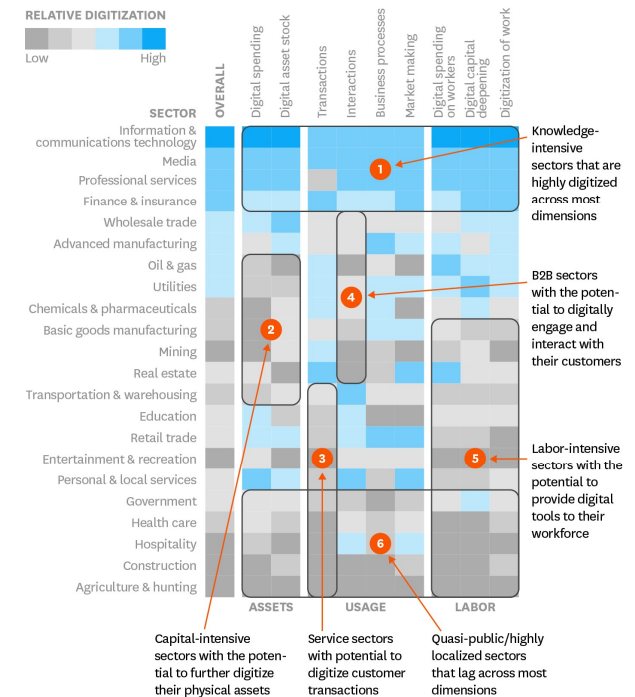 RELATIVE DIGITIZATION
Low
High
SECTOR
OVERALL
Digital spending
Digital asset stock
Transactions
Interactions
Business processes
Market making
Digital spending
on workers
Digital capital
deepening
Digitization of work
Information &
communications technology
Media
Professional services
Finance & insurance
Wholesale trade
Advanced manufacturing
Oil & gas
Utilities
Chemicals & pharmaceuticals
Basic goods manufacturing
Mining
Real estate
Transportation & warehousing
Education
Retail trade
Entertainment & recreation
Personal & local services
Government
Health care
Hospitality
Construction
Agriculture & hunting
1
2
3
4
5
6
Knowledge-
intensive
sectors that are
highly digitized
across most
dimensions
B2B sectors
with the poten-
tial to digitally
engage and
interact with
their customers
Labor-intensive
sectors with the
potential to
provide digital
tools to their
workforce
ASSETS
USAGE
LABOR
Capital-intensive
sectors with the poten-
tial to further digitize
their physical assets
Service sectors
with potential to
digitize customer
transactions
Quasi-public/highly
localized sectors
that lag across most
dimensions